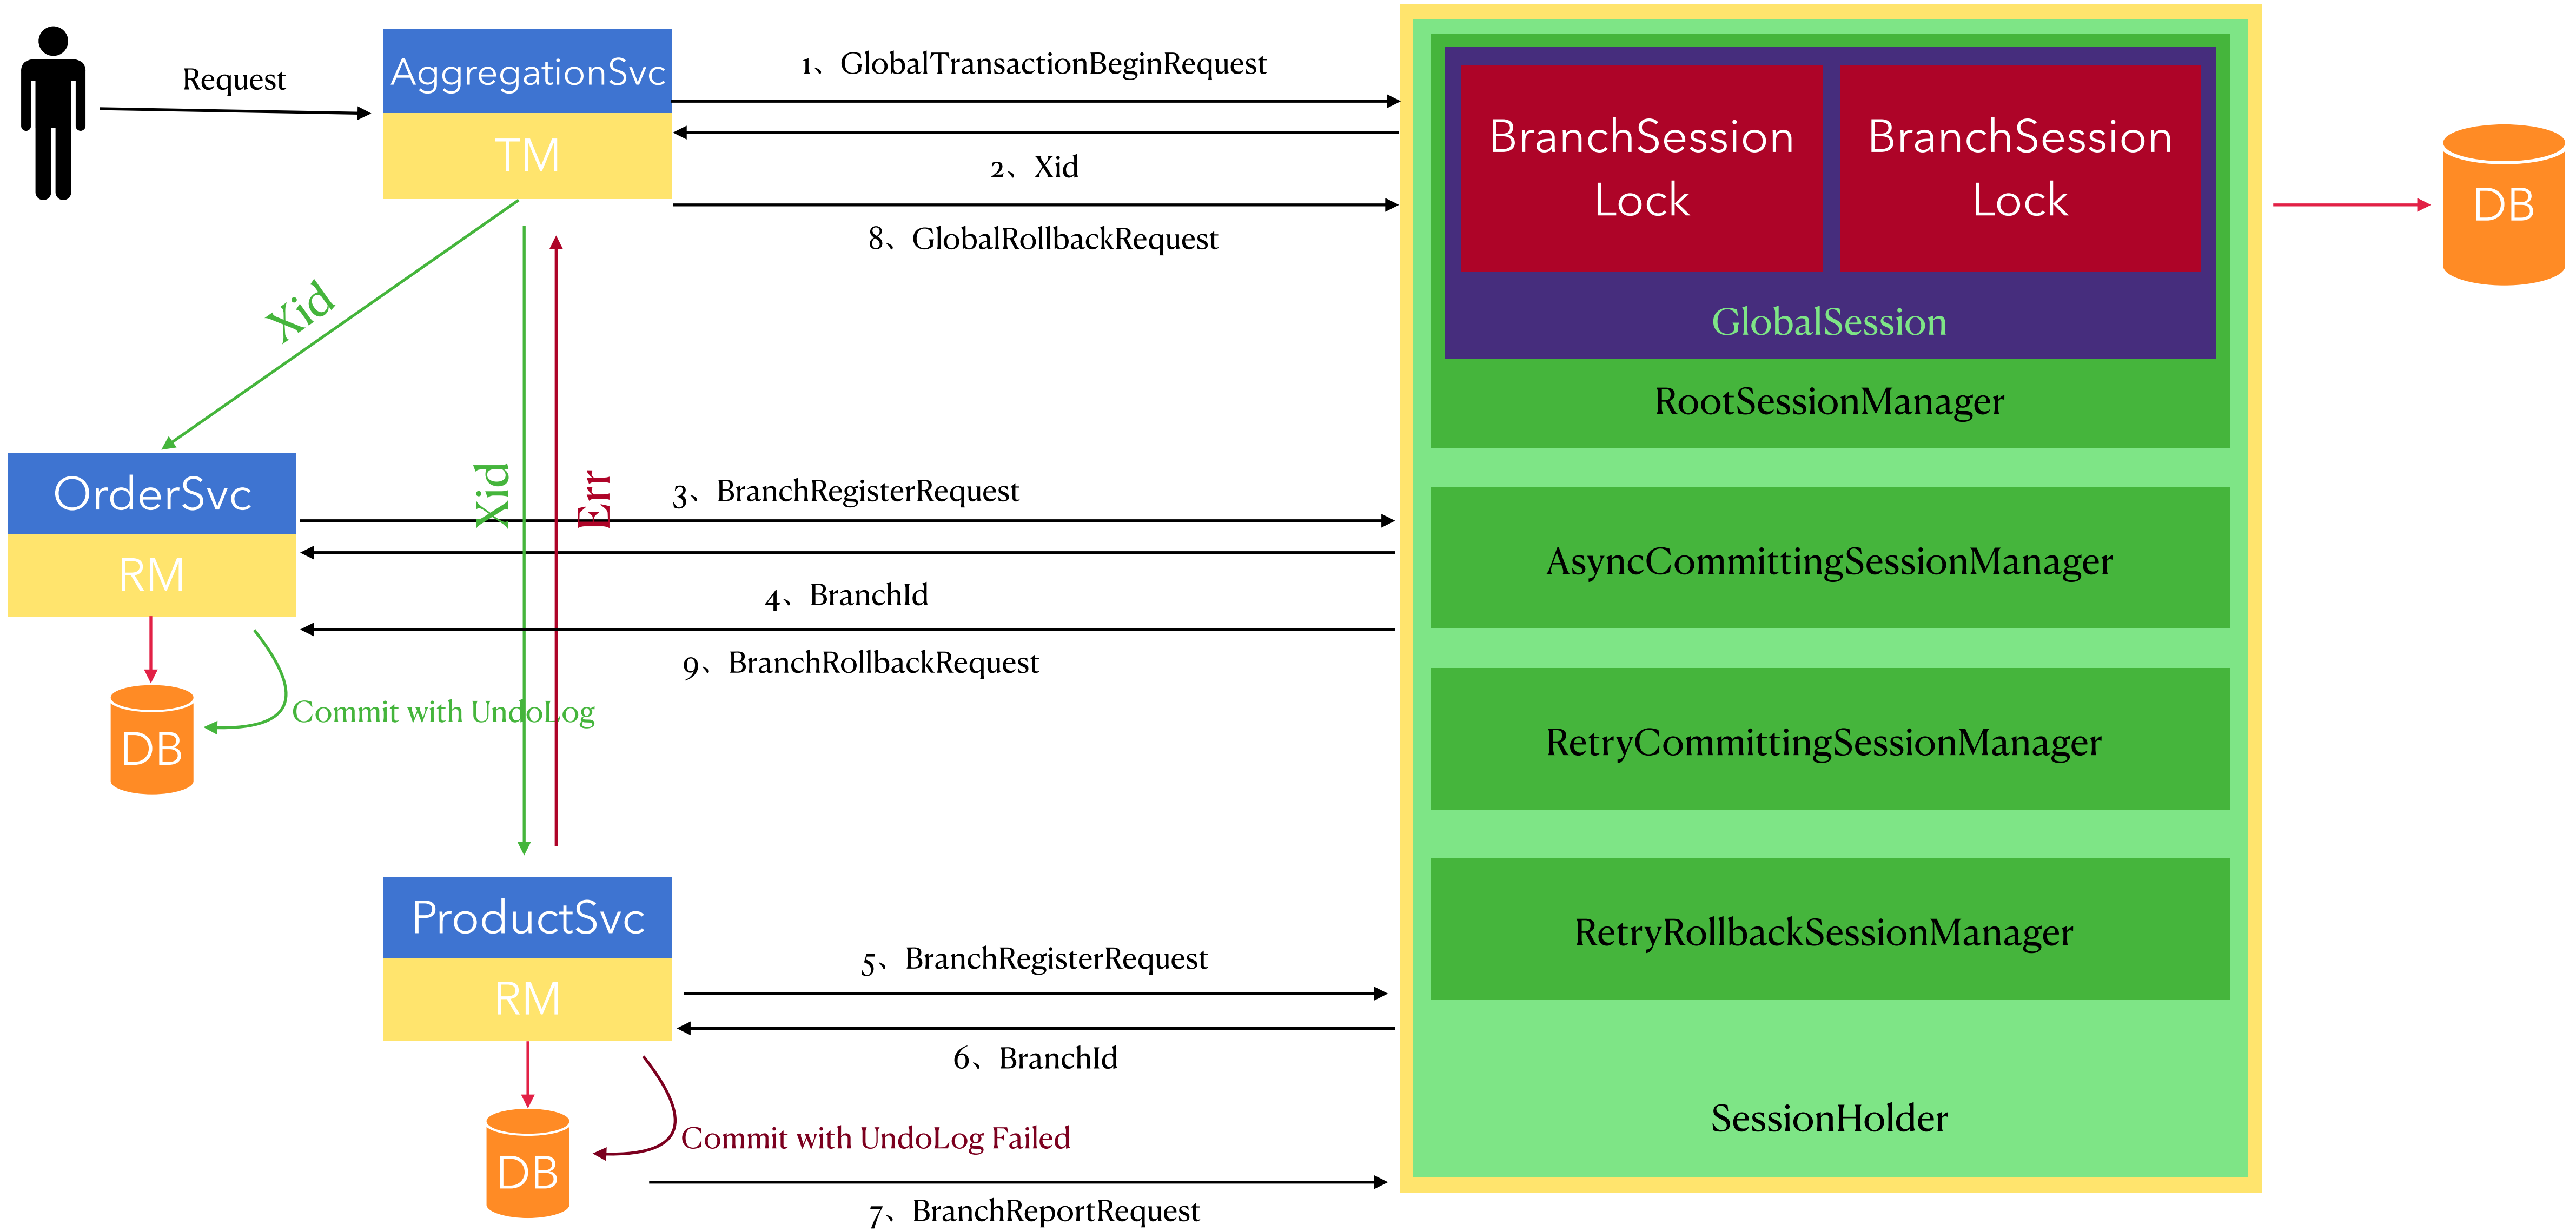 Request
AggregationSvc
TM
1、GlobalTransactionBeginRequest
2、Xid
8、GlobalRollbackRequest
BranchSession
Lock
BranchSession
Lock
GlobalSession
RootSessionManager
DB
Xid
Xid
Err
OrderSvc
RM
DB
3、BranchRegisterRequest
4、BranchId
9、BranchRollbackRequest
Commit with UndoLog
AsyncCommittingSessionManager
RetryCommittingSessionManager
RetryRollbackSessionManager
SessionHolder
ProductSvc
RM
DB
5、BranchRegisterRequest
6、BranchId
Commit with UndoLog Failed
7、BranchReportRequest